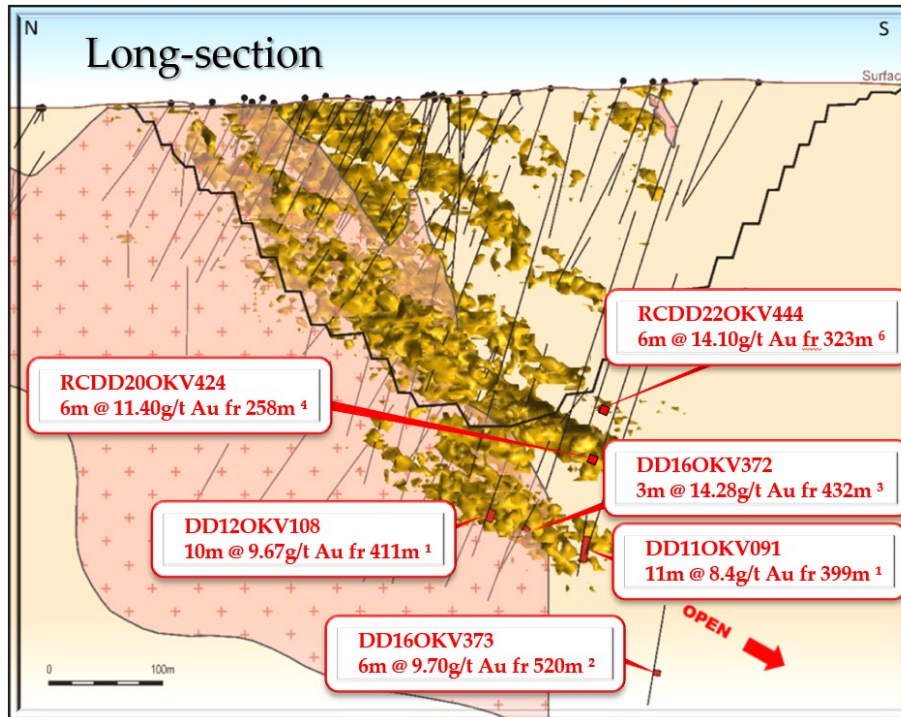 N
S
Long-section
Surfac
RCDD22OKV444
6m @ 14.10g/t Au fr 323m 6
RCDD20OKV424
6m @ 11.40g/t Au fr 258m 4
DD16OKV372
3m @ 14.28g/t Au fr 432m 3
DD12OKV108
10m @ 9.67g/t Au fr 411m 1
DD11OKV091
11m @ 8.4g/t Au fr 399m 1
OPEN
DD16OKV373
6m @ 9.70g/t Au fr 520m 2
0
100m